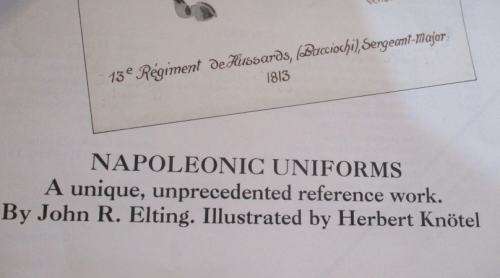 13e Régiment de Hussards, (Bacciochi), Sergeant-Major.
1813
NAPOLEONIC UNIFORMS
A unique, unprecedented reference work.
By John R. Elting. Illustrated by Herbert Knötel